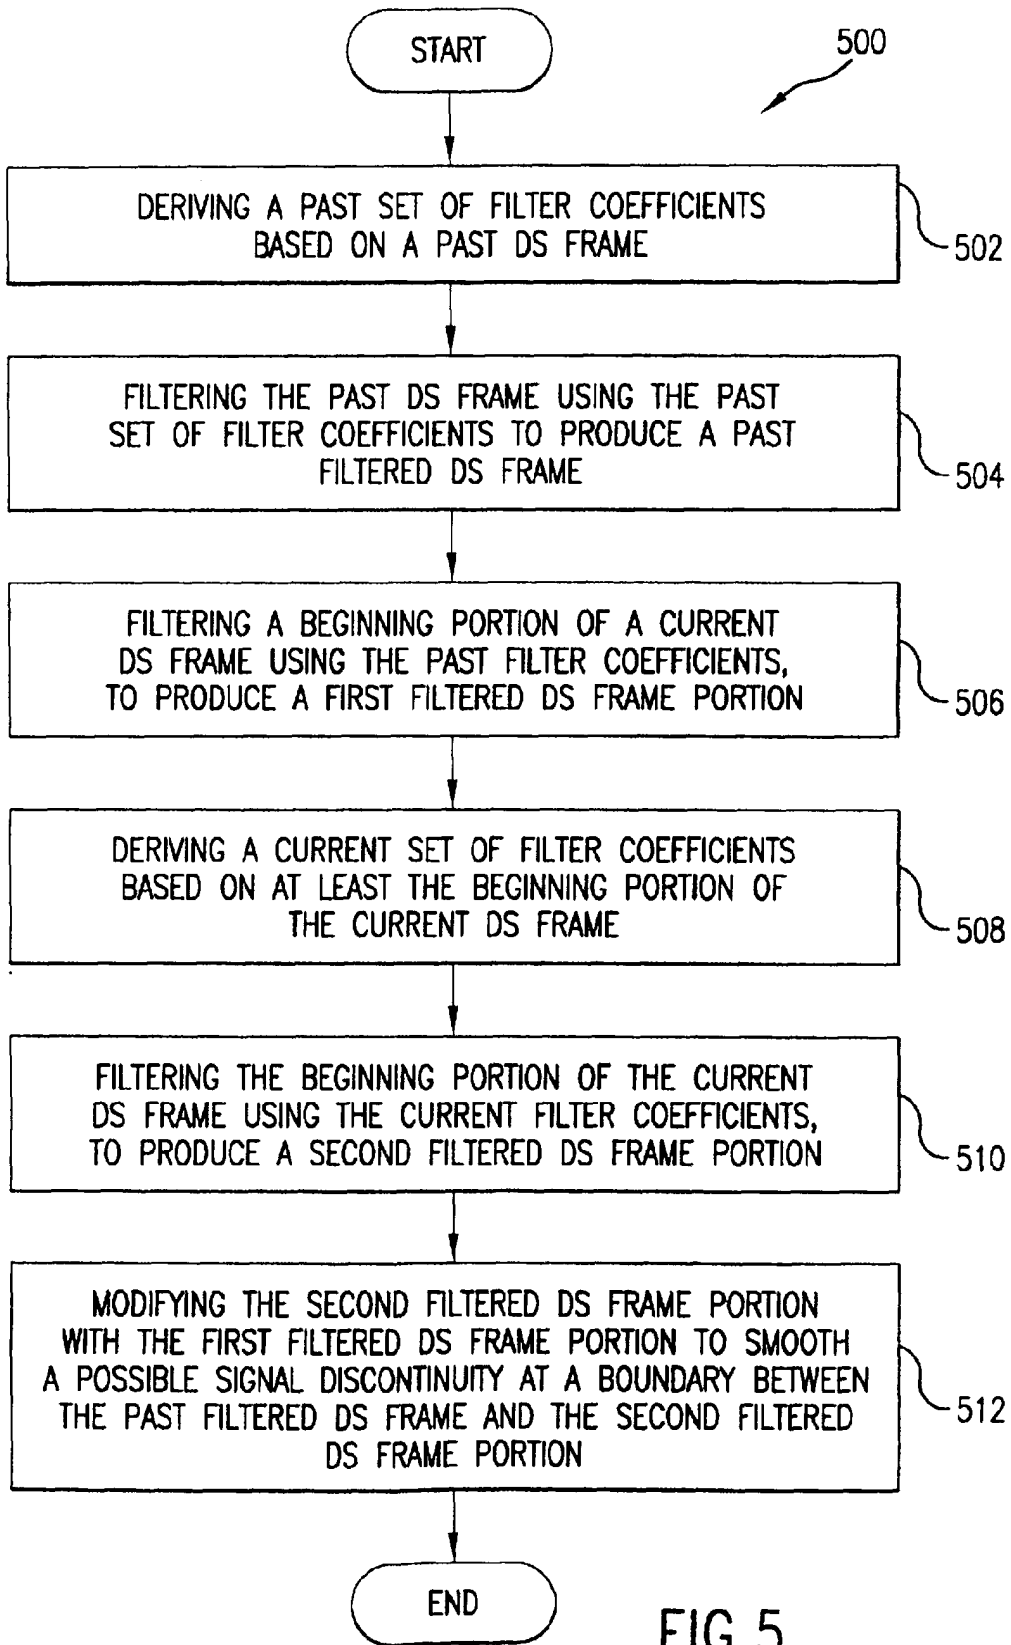 START
500
DERIVING A PAST SET OF FILTER COEFFICIENTS
BASED ON A PAST DS FRAME
502
FILTERING THE PAST DS FRAME USING THE PAST
SET OF FILTER COEFFICIENTS TO PRODUCE A PAST
FILTERED DS FRAME
504
FILTERING A BEGINNING PORTION OF A CURRENT
DS FRAME USING THE PAST FILTER COEFFICIENTS,
TO PRODUCE A FIRST FILTERED DS FRAME PORTION
506
DERIVING A CURRENT SET OF FILTER COEFFICIENTS
BASED ON AT LEAST THE BEGINNING PORTION OF
THE CURRENT DS FRAME
508
FILTERING THE BEGINNING PORTION OF THE CURRENT
DS FRAME USING THE CURRENT FILTER COEFFICIENTS,
TO PRODUCE A SECOND FILTERED DS FRAME PORTION
510
MODIFYING THE SECOND FILTERED DS FRAME PORTION
WITH THE FIRST FILTERED DS FRAME PORTION TO SMOOTH
A POSSIBLE SIGNAL DISCONTINUITY AT A BOUNDARY BETWEEN
THE PAST FILTERED DS FRAME AND THE SECOND FILTERED
DS FRAME PORTION
512
END
FIG.5